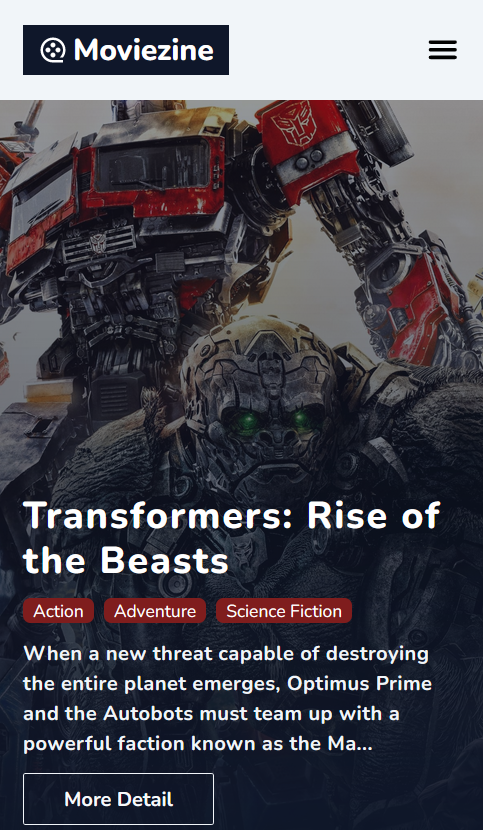 Moviezine
Transformers: Rise of
the Beasts
Action Adventure Science Fiction
When a new threat capable of destroying
the entire planet emerges, Optimus Prime
and the Autobots must team up with a
powerful faction known as the Ma...
More Detail